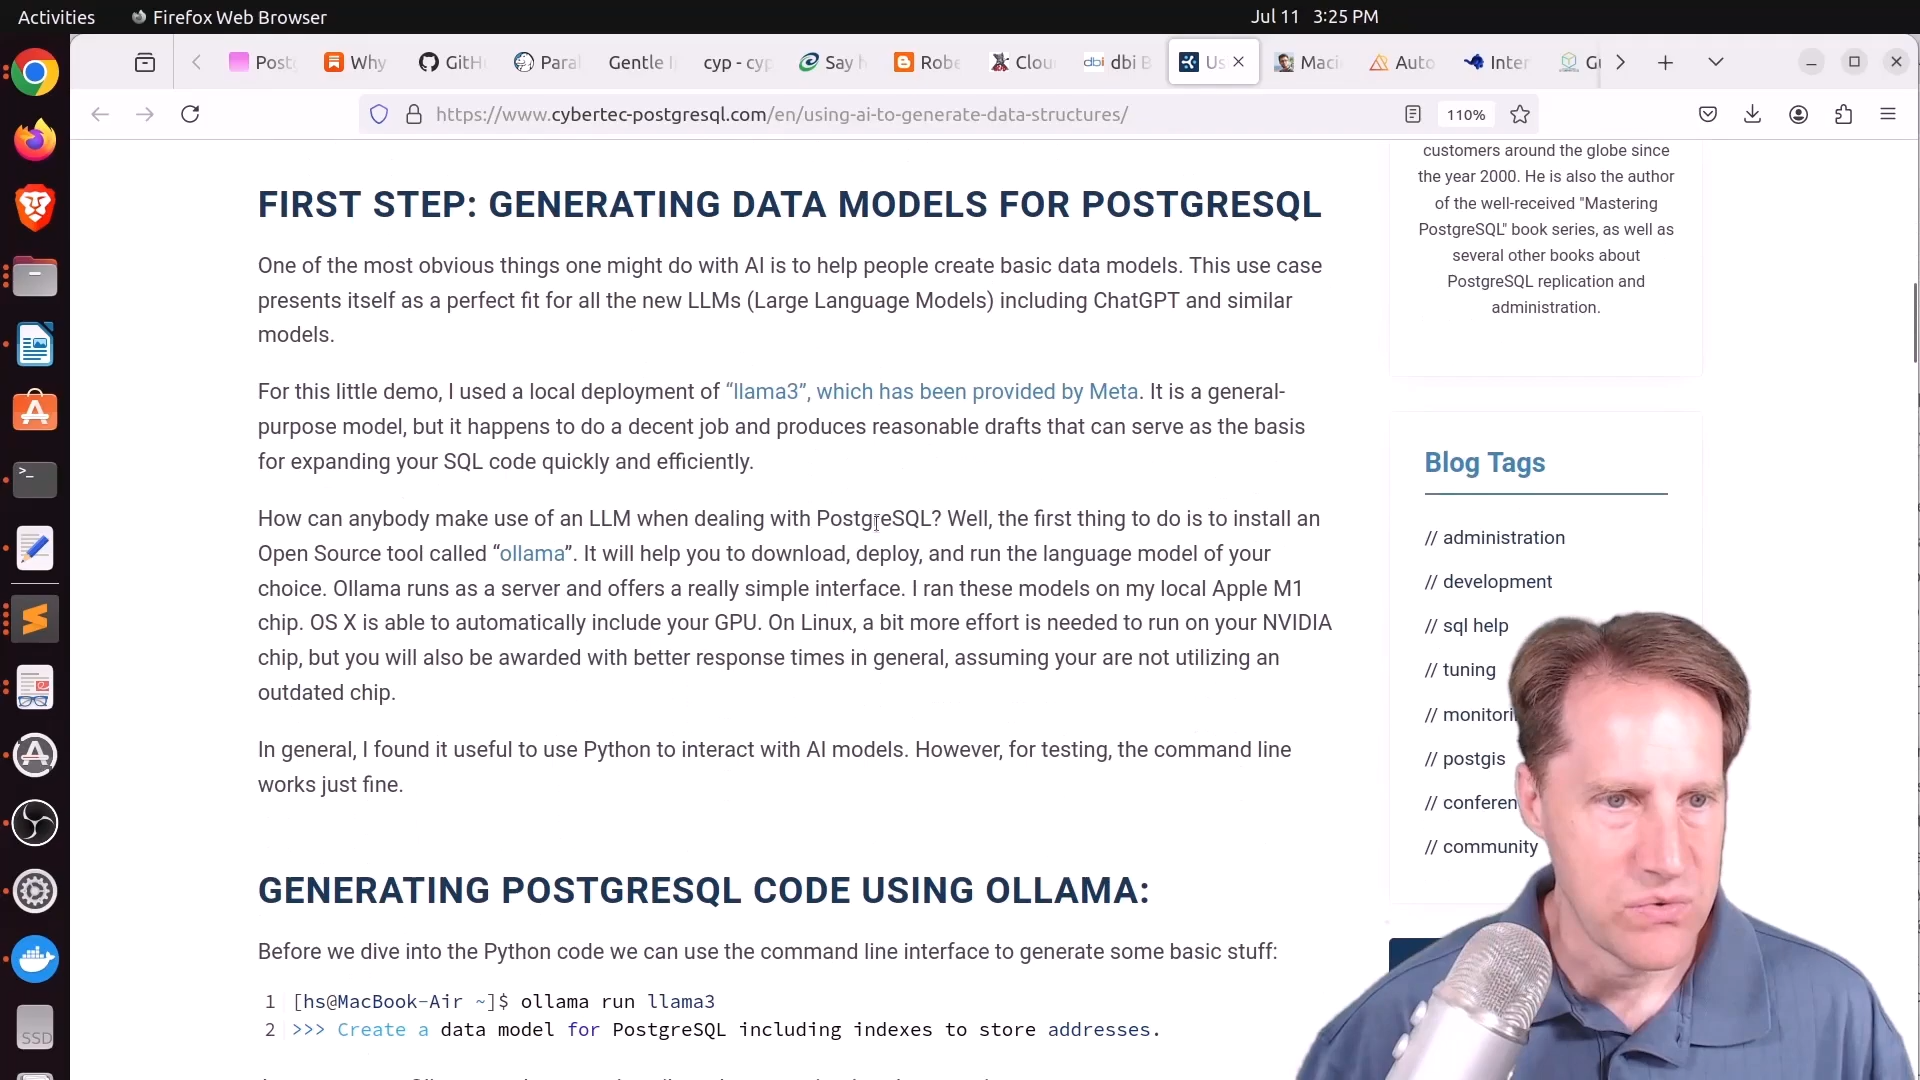 Activities
Firefox Web Browser
Jul 11 3:25 PM
Postg
Why
GitH
Paral
Gentle I
cyp - cyp
Say h
Robe
Clou
dbi dbi B
Us
Maci
Auto
Inter
Gu
https://www.cybertec-postgresql.com/en/using-ai-to-generate-data-structures/
110%
FIRST STEP: GENERATING DATA MODELS FOR POSTGRESQL
One of the most obvious things one might do with AI is to help people create basic data models. This use case
presents itself as a perfect fit for all the new LLMs (Large Language Models) including ChatGPT and similar
models.
For this little demo, I used a local deployment of “llama3”, which has been provided by Meta. It is a general-
purpose model, but it happens to do a decent job and produces reasonable drafts that can serve as the basis
for expanding your SQL code quickly and efficiently.
How can anybody make use of an LLM when dealing with PostgreSQL? Well, the first thing to do is to install an
Open Source tool called “ollama”. It will help you to download, deploy, and run the language model of your
choice. Ollama runs as a server and offers a really simple interface. I ran these models on my local Apple M1
chip. OS X is able to automatically include your GPU. On Linux, a bit more effort is needed to run on your NVIDIA
chip, but you will also be awarded with better response times in general, assuming your are not utilizing an
outdated chip.
In general, I found it useful to use Python to interact with AI models. However, for testing, the command line
works just fine.
GENERATING POSTGRESQL CODE USING OLLAMA:
Before we dive into the Python code we can use the command line interface to generate some basic stuff:
1 [hs@MacBook-Air ~]$ ollama run llama3
2 >>> Create a data model for PostgreSQL including indexes to store addresses.
customers around the globe since
the year 2000. He is also the author
of the well-received "Mastering
PostgreSQL" book series, as well as
several other books about
PostgreSQL replication and
administration.
Blog Tags
// administration
// development
// sql help
// tuning
// monitori
// postgis
// conferen
// community
SSD